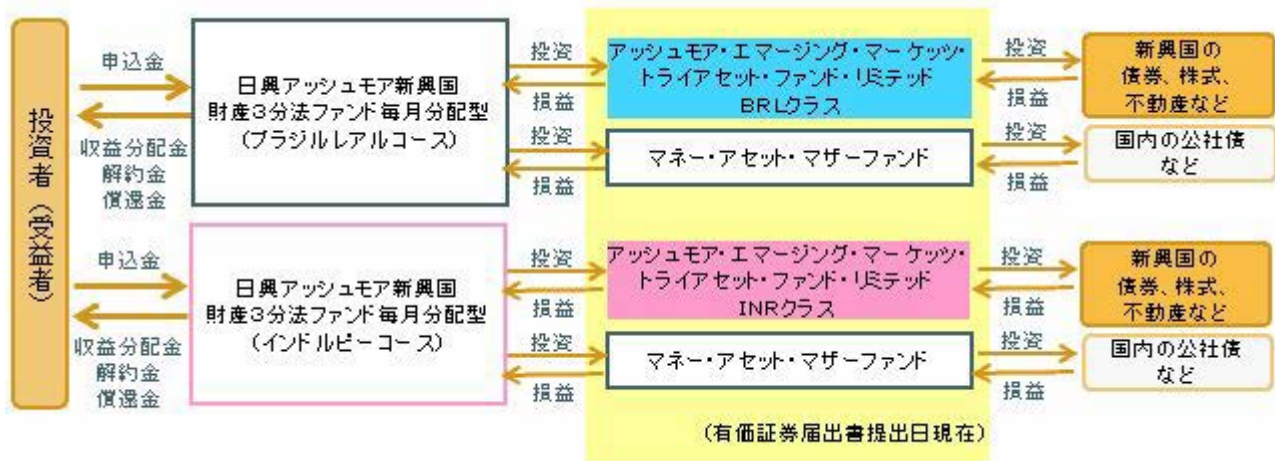 投資者（受益者）
申込金
収益分配金
解約金
償還金
日興アッシュモア新興国
財産3分法ファンド毎月分配型
(ブラジルレアルコース)
投資
損益
アッシュモア・エマージング・マーケッツ・
トライアセット・ファンド・リミテッド
BRLクラス
投資
損益
新興国の
債券、株式、
不動産など
投資
損益
マネー・アセット・マザーファンド
投資
損益
国内の公社債
など
申込金
収益分配金
解約金
償還金
日興アッシュモア新興国
財産3分法ファンド毎月分配型
(インドルピーコース)
投資
損益
アッシュモア・エマージング・マーケッツ・
トライアセット・ファンド・リミテッド
INRクラス
投資
損益
新興国の
債券、株式、
不動産など
投資
損益
マネー・アセット・マザーファンド
投資
損益
国内の公社債
など
(有価証券届出書提出日現在)